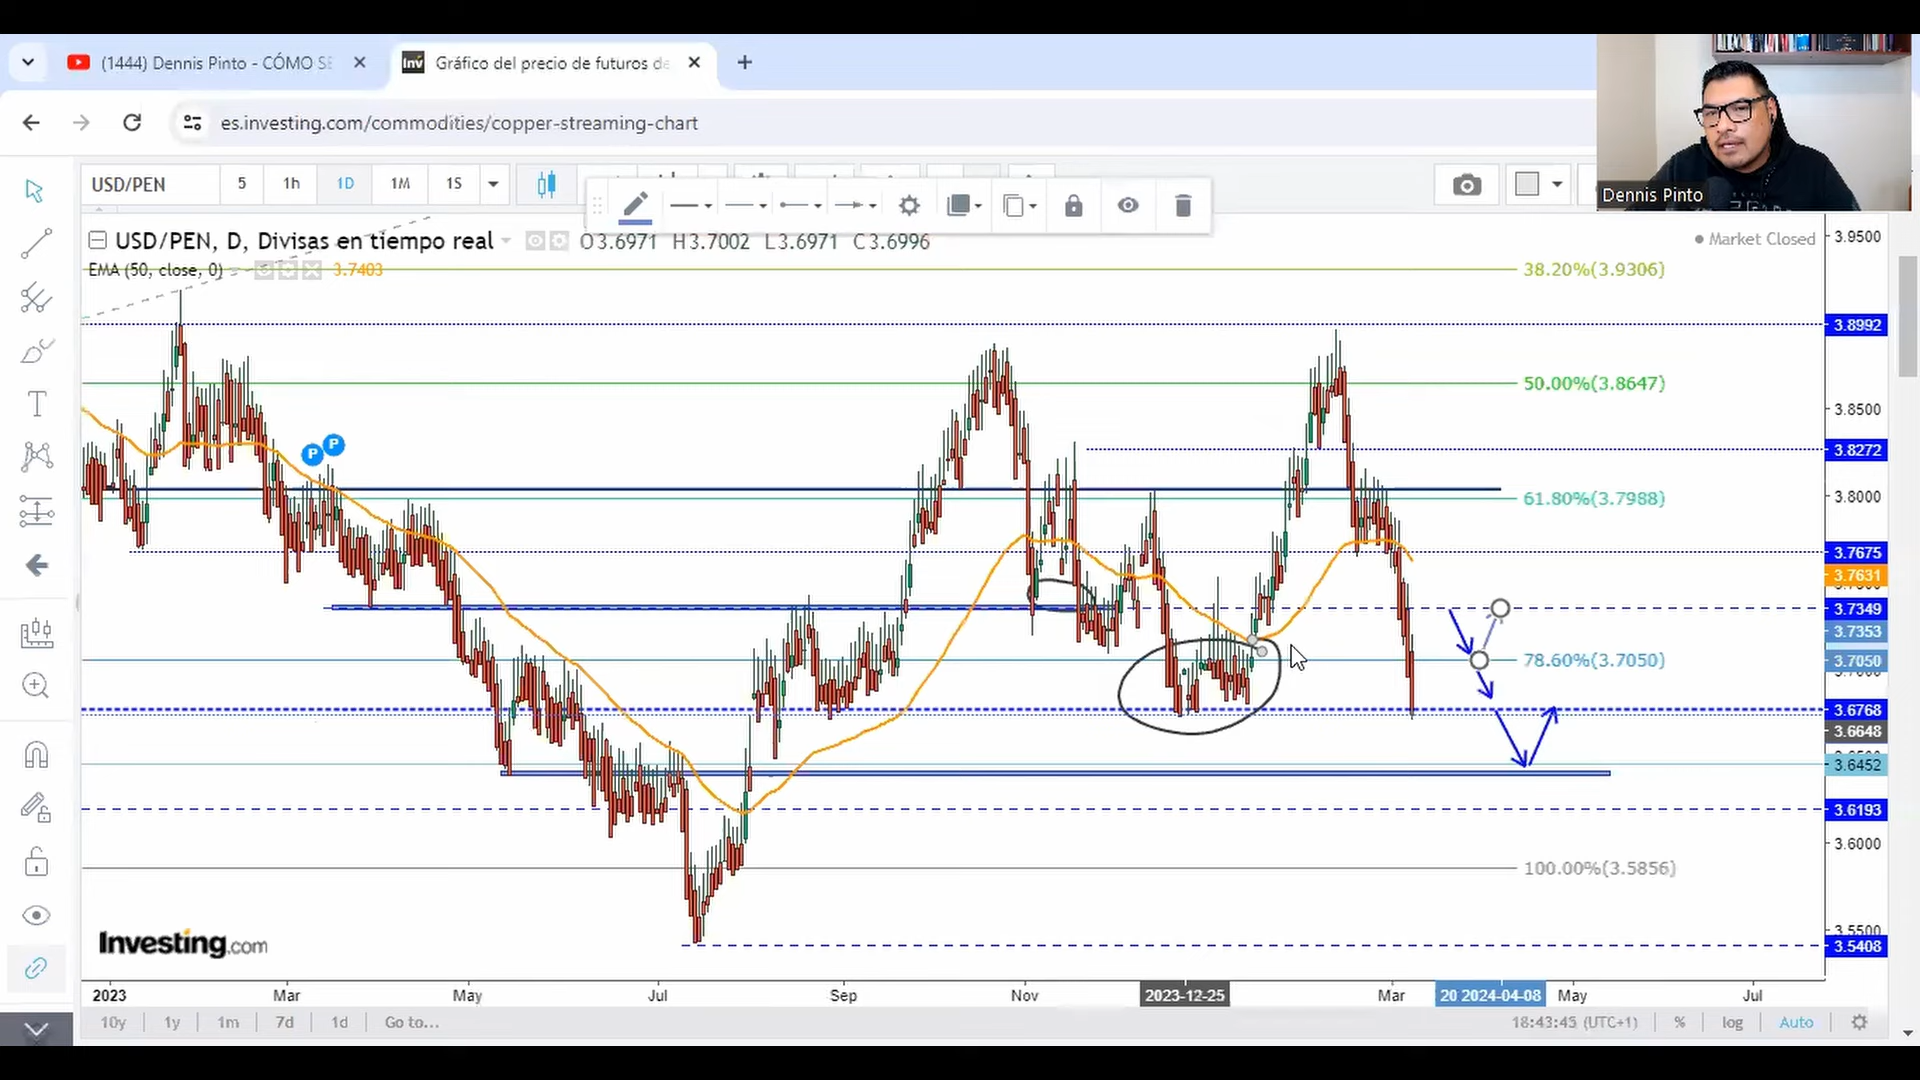 (1444) Dennis Pinto - CÓMO SE
Inv
Gráfico del precio de futuros de
es.investing.com/commodities/copper-streaming-chart
Dennis Pinto
USD/PEN
5
1h
1D
1M
1S
USD/PEN, D, Divisas en tiempo real
O3.6971 H3.7002 L3.6971 C3.6996
Market Closed
EMA (50, close, 0)
3.7403
38.20%(3.9306)
50.00%(3.8647)
61.80%(3.7988)
78.60%(3.7050)
100.00%(3.5856)
P
P
3.9500
3.8992
3.8500
3.8272
3.8000
3.7675
3.7631
3.7349
3.7353
3.7050
3.6768
3.6648
3.6452
3.6193
3.6000
3.5500
3.5408
Investing.com
2023
Mar
May
Jul
Sep
Nov
2023-12-25
Mar
20 2024-04-08
May
Jul
10y
1y
1m
7d
1d
Go to...
18:43:45 (UTC+1)
%
log
Auto